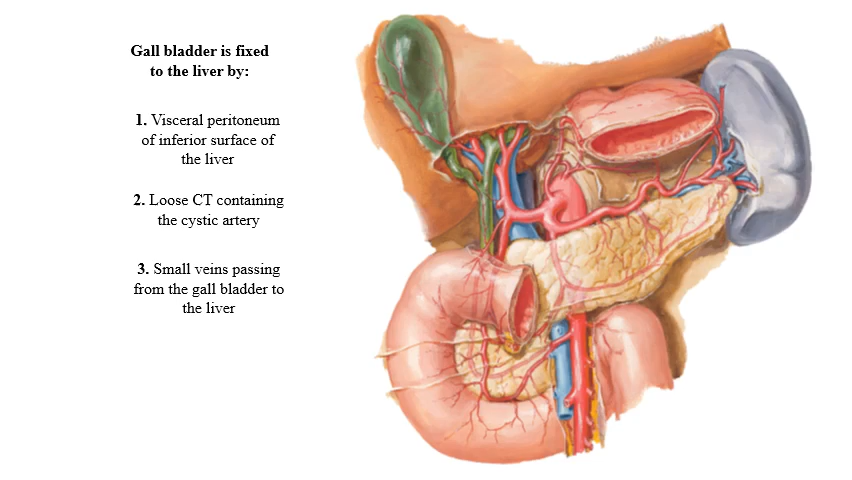 Gall bladder is fixed
to the liver by:
1. Visceral peritoneum
of inferior surface of
the liver
2. Loose CT containing
the cystic artery
3. Small veins passing
from the gall bladder to
the liver